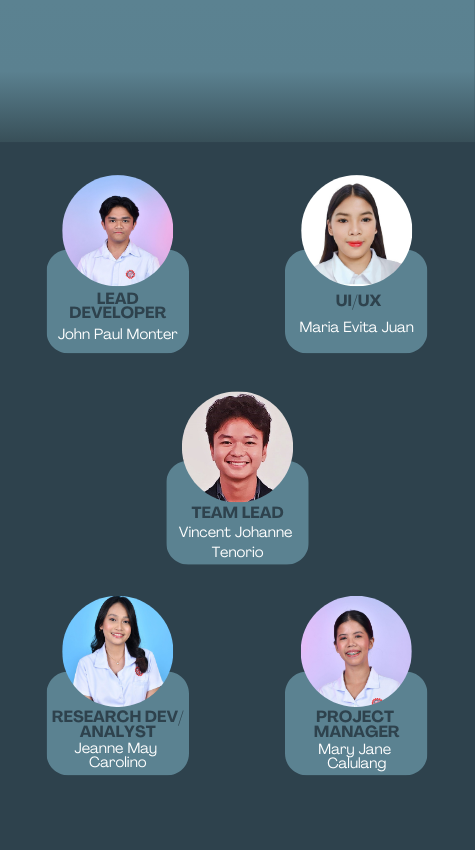 LEAD
DEVELOPER
John Paul Monter
UI/UX
Maria Evita Juan
TEAM LEAD
Vincent Johanne
Tenorio
RESEARCH DEV/
ANALYST
Jeanne May
Carolino
PROJECT
MANAGER
Mary Jane
Calulang